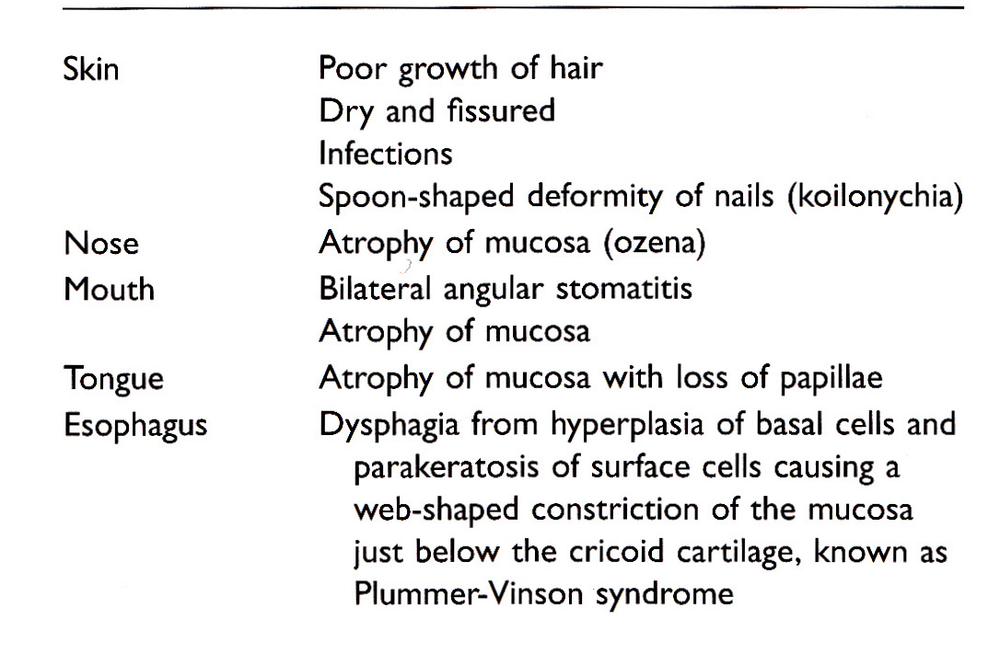 Skin Poor growth of hair
Dry and fissured
Infections
Spoon-shaped deformity of nails (koilonychia)
Nose Atrophy of mucosa (ozena)
Mouth Bilateral angular stomatitis
Atrophy of mucosa
Tongue Atrophy of mucosa with loss of papillae
Esophagus Dysphagia from hyperplasia of basal cells and
parakeratosis of surface cells causing a
web-shaped constriction of the mucosa
just below the cricoid cartilage, known as
Plummer-Vinson syndrome